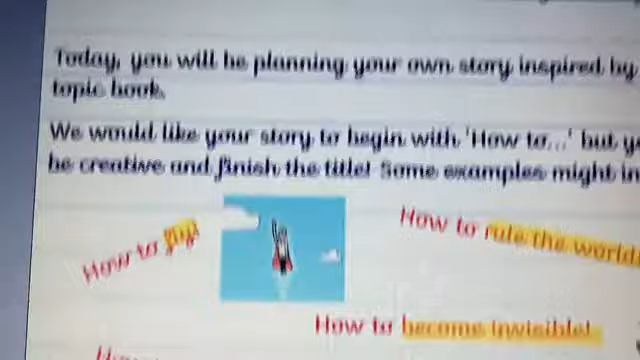 Today, you will be planning your own story inspired by
topic book.
We would like your story to begin with 'How to...' but
be creative and finish the title! Some examples might
How to fly!
How to rule the world
How to become invisible!
How